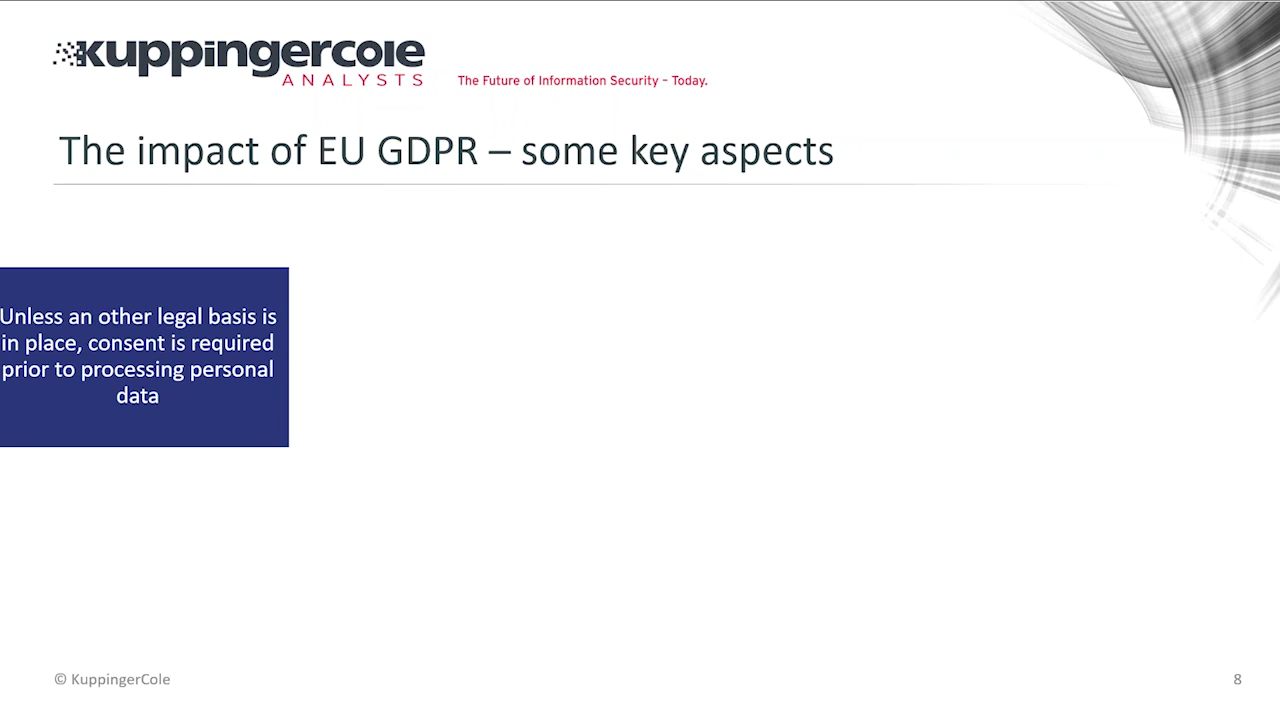 kuppingercole
ANALYSTS
The Future of Information Security – Today.
The impact of EU GDPR – some key aspects
Unless an other legal basis is
in place, consent is required
prior to processing personal
data
© KuppingerCole
8